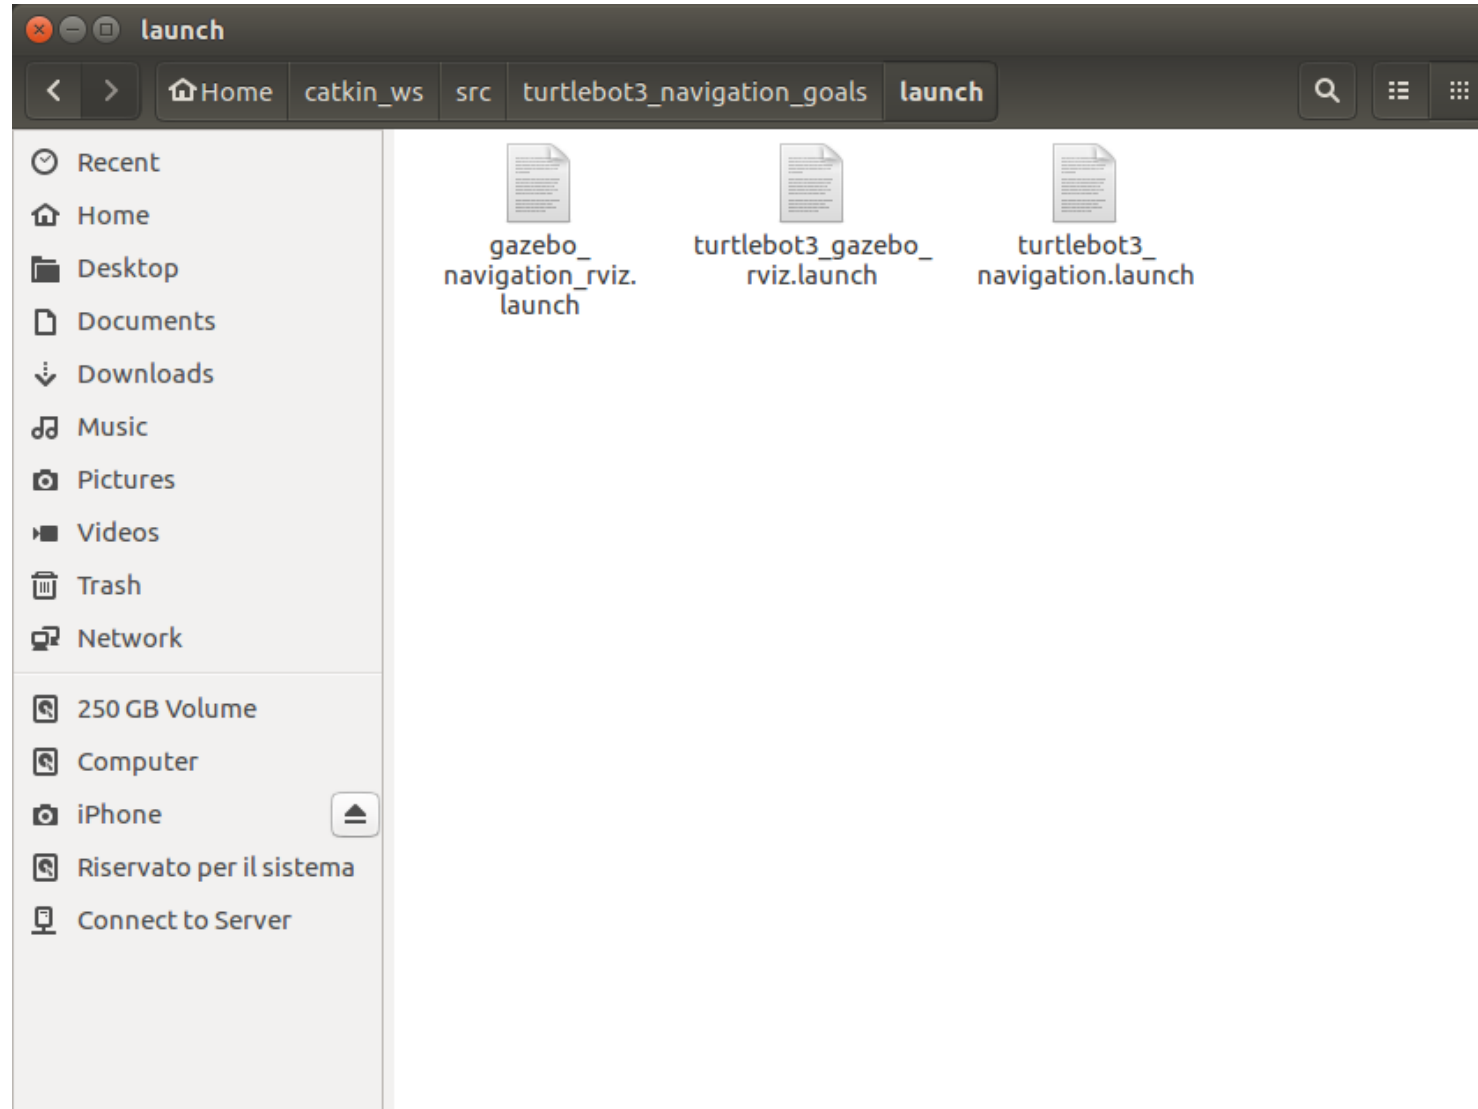 launch
Home catkin_ws src turtlebot3_navigation_goals launch
Recent
Home
Desktop
Documents
Downloads
Music
Pictures
Videos
Trash
Network
250 GB Volume
Computer
iPhone
Riservato per il sistema
Connect to Server
gazebo_
navigation_rviz.
launch
turtlebot3_gazebo_
rviz.launch
turtlebot3_
navigation.launch